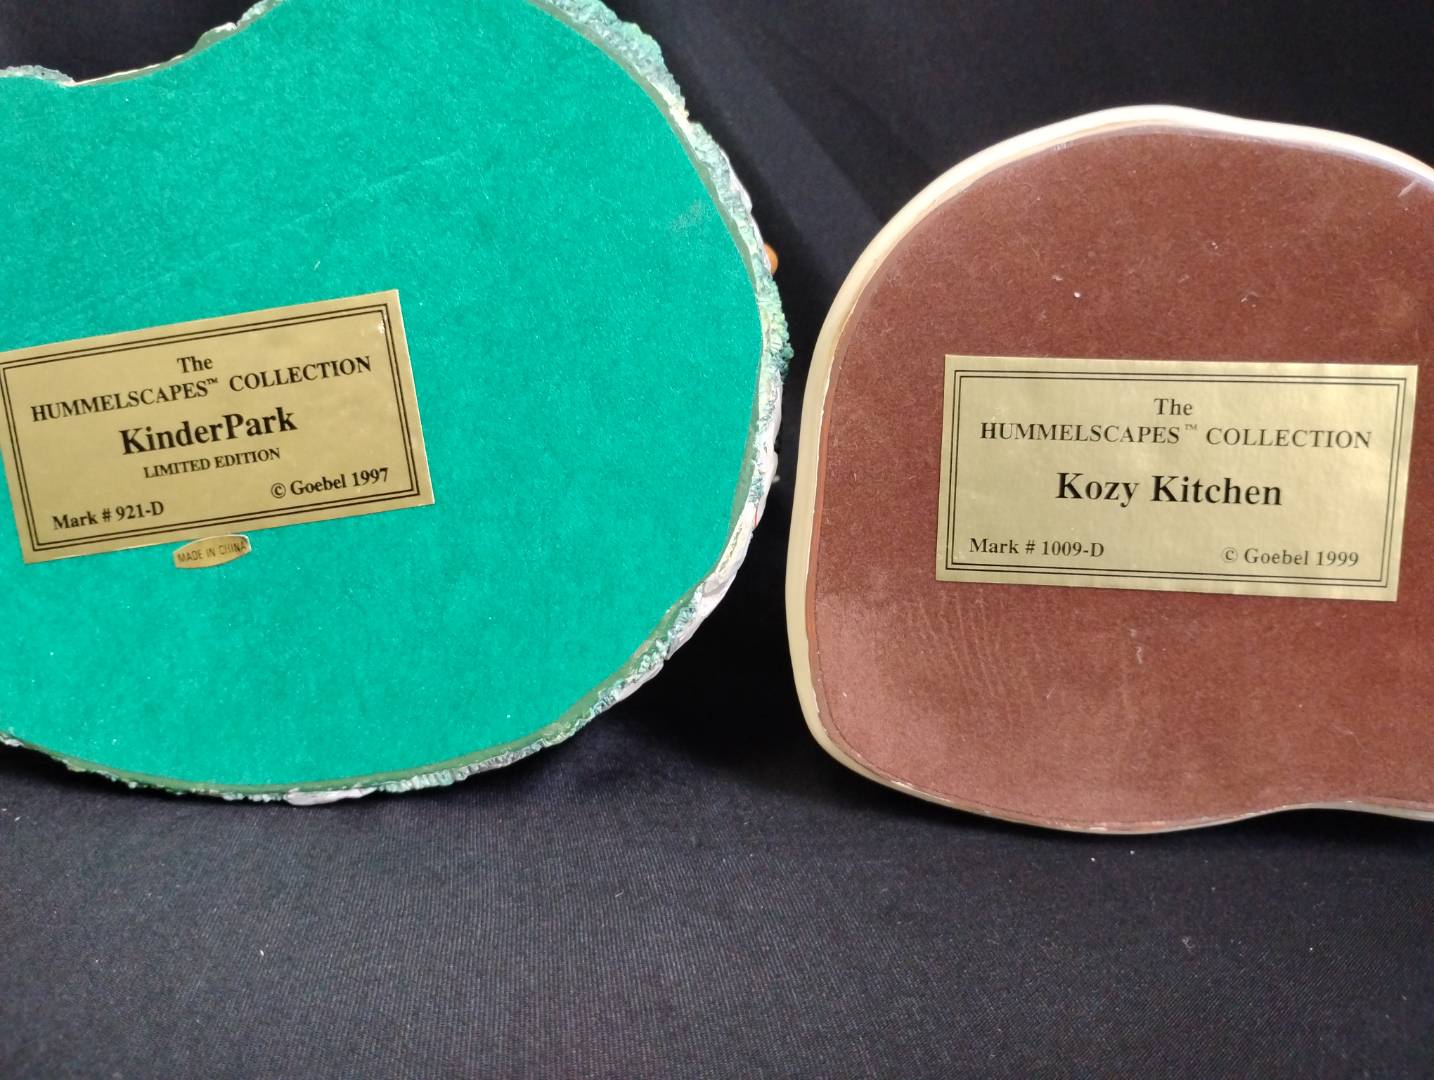 The
HUMMELSCAPES™ COLLECTION
KinderPark
LIMITED EDITION
Mark # 921-D
© Goebel 1997
MADE IN CHINA
The
HUMMELSCAPES™ COLLECTION
Kozy Kitchen
Mark # 1009-D
© Goebel 1999